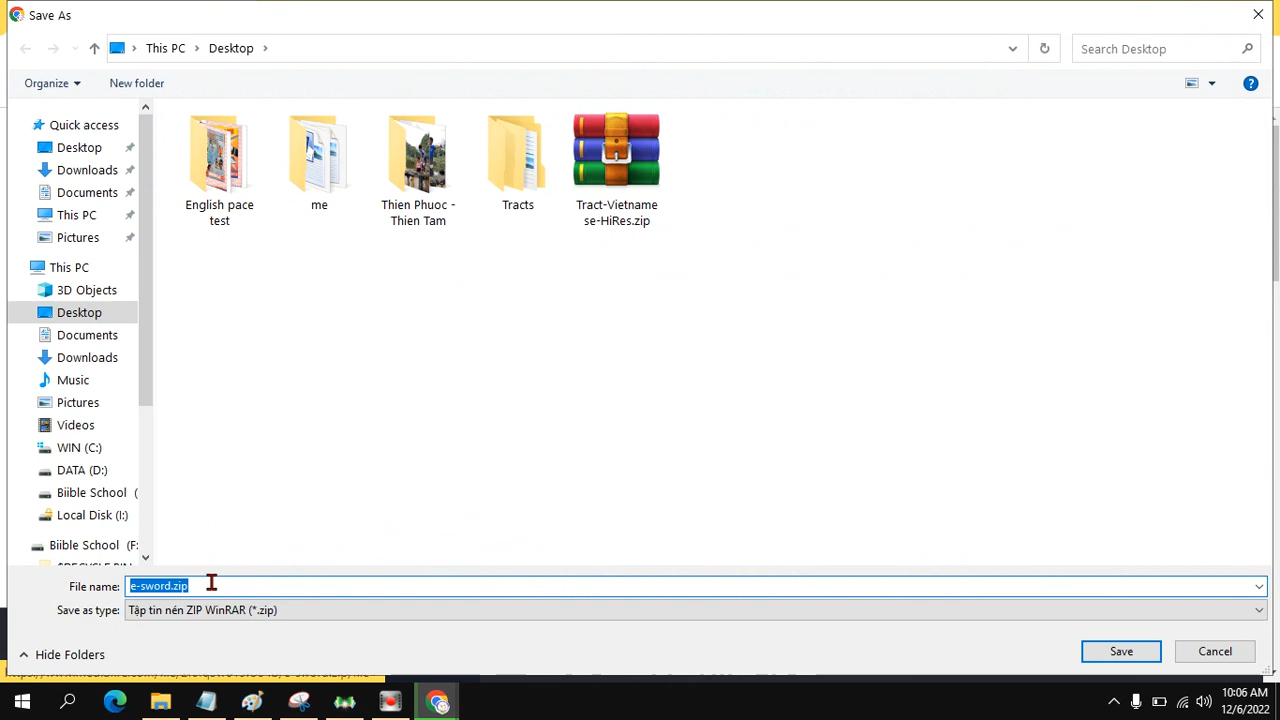 Save As
This PC
Desktop
Search Desktop
Organize
New folder
Quick access
Desktop
Downloads
Documents
This PC
Pictures
This PC
3D Objects
Desktop
Documents
Downloads
Music
Pictures
Videos
WIN (C:)
DATA (D:)
Biible School (
Local Disk (I:)
Biible School (F:
$RECYCLE.BIN
English pace
test
me
Thien Phuoc -
Thien Tam
Tracts
Tract-Vietname
se-HiRes.zip
File name:
e-sword.zip
Save as type:
Tập tin nén ZIP WinRAR (*.zip)
Hide Folders
Save
Cancel
10:06 AM
12/6/2022